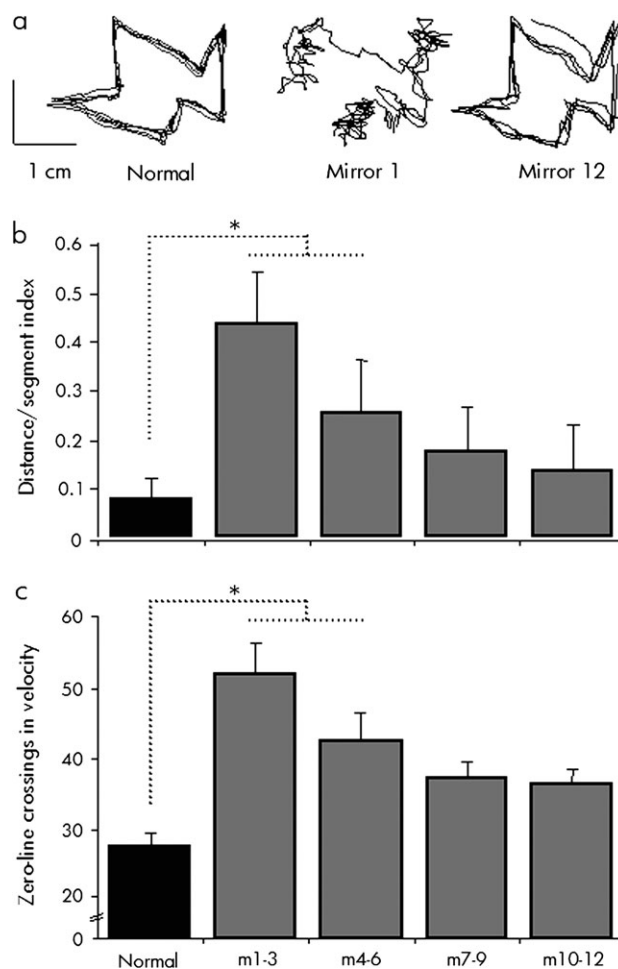 a
1 cm
Normal
Mirror 1
Mirror 12
b
Distance/segment index
0.6
0.5
0.4
0.3
0.2
0.1
0
*
c
Zero-line crossings in velocity
60
50
40
30
20
0
*
Normal
m1-3
m4-6
m7-9
m10-12